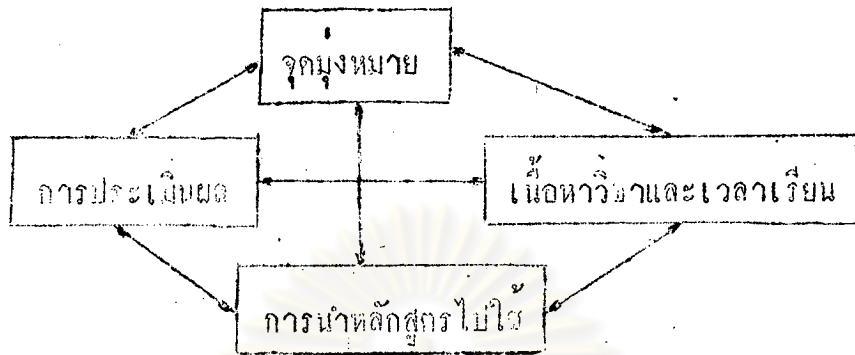 จุดมุ่งหมาย
การประเมินผล
เนื้อหาวิชาและเวลาเรียน
การนำหลักสูตรไปใช้